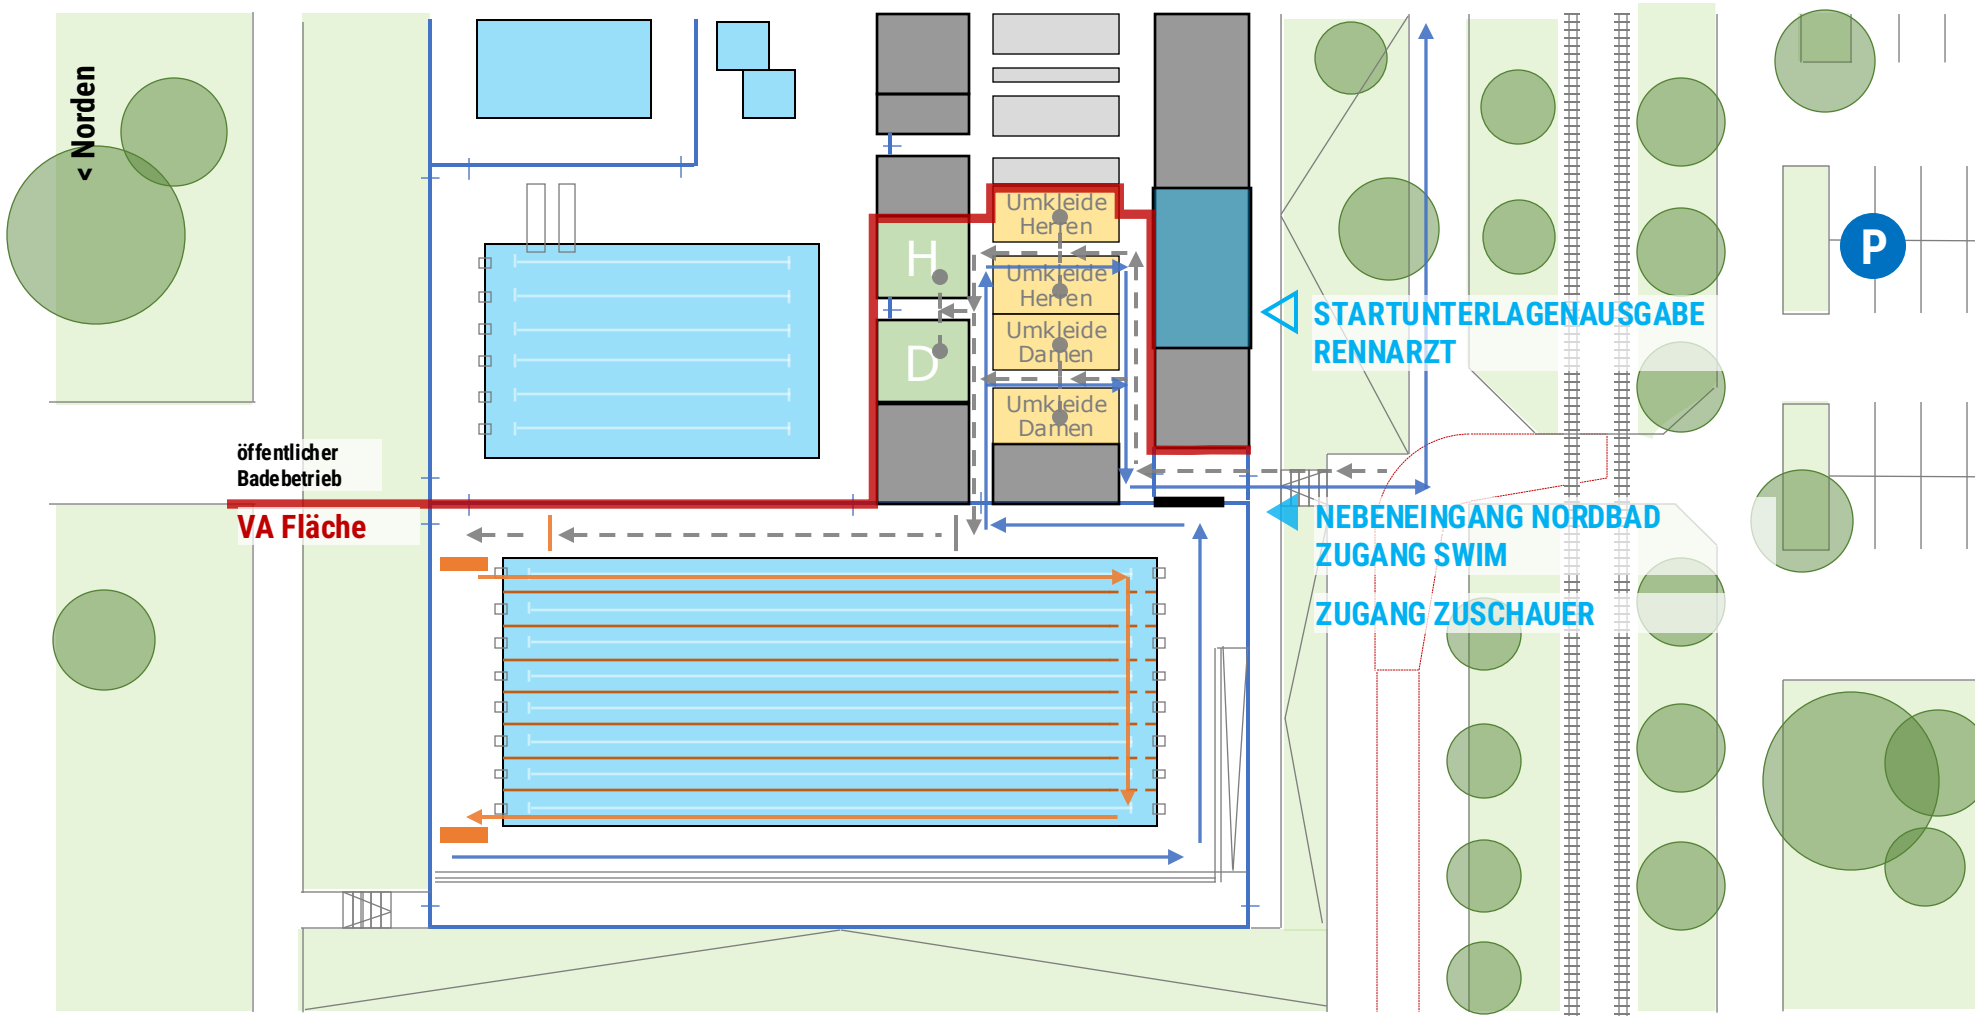 < Norden
Umkleide
Herren
H
Umkleide
Herren
P
STARTUNTERLAGENAUSGABE
RENNARZT
Umkleide
Damen
D
Umkleide
Damen
öffentlicher
Badebetrieb
VA Fläche
NEBENEINGANG NORDBAD
ZUGANG SWIM
ZUGANG ZUSCHAUER